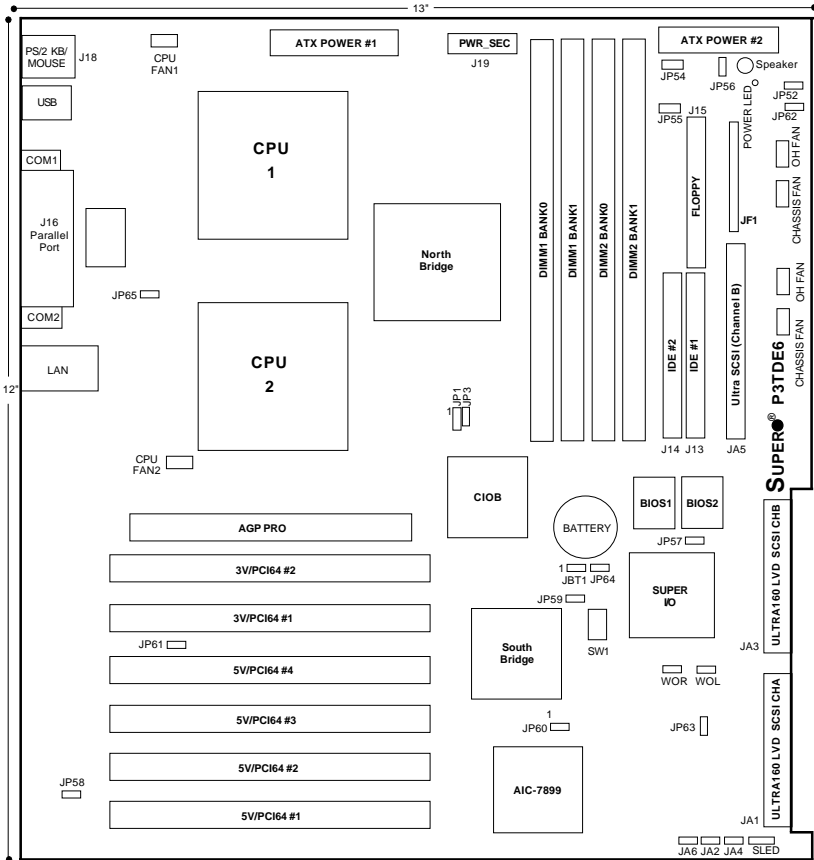 13"
12"
PS/2 KB/
MOUSE
J18
CPU
FAN1
ATX POWER #1
PWR_SEC
J19
ATX POWER #2
JP54
JP56
Speaker
JP52
JP62
JP55
J15
POWER LED
OH FAN
CHASSIS FAN
USB
COM1
J16
Parallel
Port
COM2
LAN
JP65
CPU
1
CPU
2
North
Bridge
DIMM1 BANK0
DIMM1 BANK1
DIMM2 BANK0
DIMM2 BANK1
FLOPPY
JF1
IDE #2
IDE #1
Ultra SCSI (Channel B)
OH FAN
CHASSIS FAN
J14
J13
JA5
SUPER® P3TDE6
1
JP1
JP3
CPU
FAN2
CIOB
BATTERY
BIOS1
BIOS2
JP57
1
JBT1
JP64
JP59
SUPER
I/O
SW1
South
Bridge
AGP PRO
3V/PCI64 #2
3V/PCI64 #1
JP61
5V/PCI64 #4
5V/PCI64 #3
5V/PCI64 #2
JP58
5V/PCI64 #1
WOR
WOL
1
JP60
JP63
AIC-7899
ULTRA160 LVD SCSI CHB
JA3
ULTRA160 LVD SCSI CHA
JA1
JA6
JA2
JA4
SLED